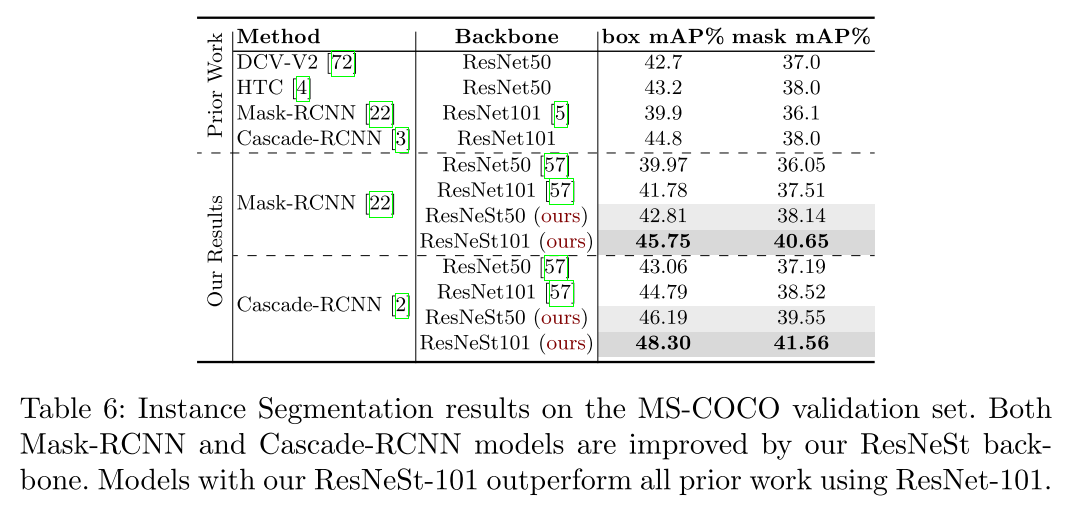 Method Backbone box mAP% mask mAP%
Prior Work
DCV-V2 [72] ResNet50 42.7 37.0
HTC [4] ResNet50 43.2 38.0
Mask-RCNN [22] ResNet101 [5] 39.9 36.1
Cascade-RCNN [3] ResNet101 44.8 38.0
Our Results
Mask-RCNN [22]
ResNet50 [57] 39.97 36.05
ResNet101 [57] 41.78 37.51
ResNeSt50 (ours) 42.81 38.14
ResNeSt101 (ours) 45.75 40.65
Cascade-RCNN [2]
ResNet50 [57] 43.06 37.19
ResNet101 [57] 44.79 38.52
ResNeSt50 (ours) 46.19 39.55
ResNeSt101 (ours) 48.30 41.56
Table 6: Instance Segmentation results on the MS-COCO validation set. Both
Mask-RCNN and Cascade-RCNN models are improved by our ResNeSt back-
bone. Models with our ResNeSt-101 outperform all prior work using ResNet-101.